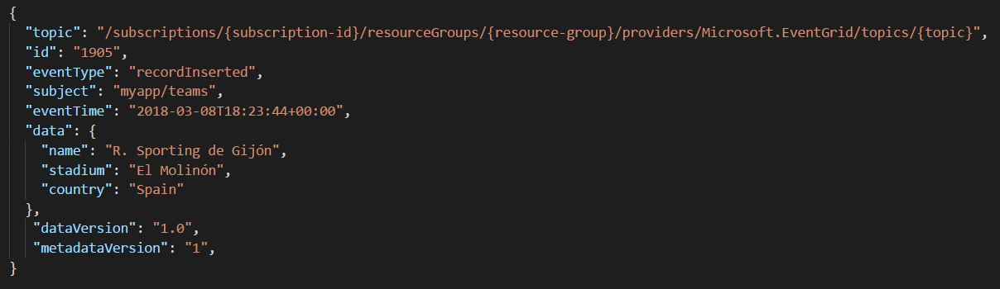 {
"topic": "/subscriptions/{subscription-id}/resourceGroups/{resource-group}/providers/Microsoft.EventGrid/topics/{topic}",
"id": "1905",
"eventType": "recordInserted",
"subject": "myapp/teams",
"eventTime": "2018-03-08T18:23:44+00:00",
"data": {
"name": "R. Sporting de Gijón",
"stadium": "El Molinón",
"country": "Spain"
},
"dataVersion": "1.0",
"metadataVersion": "1",
}